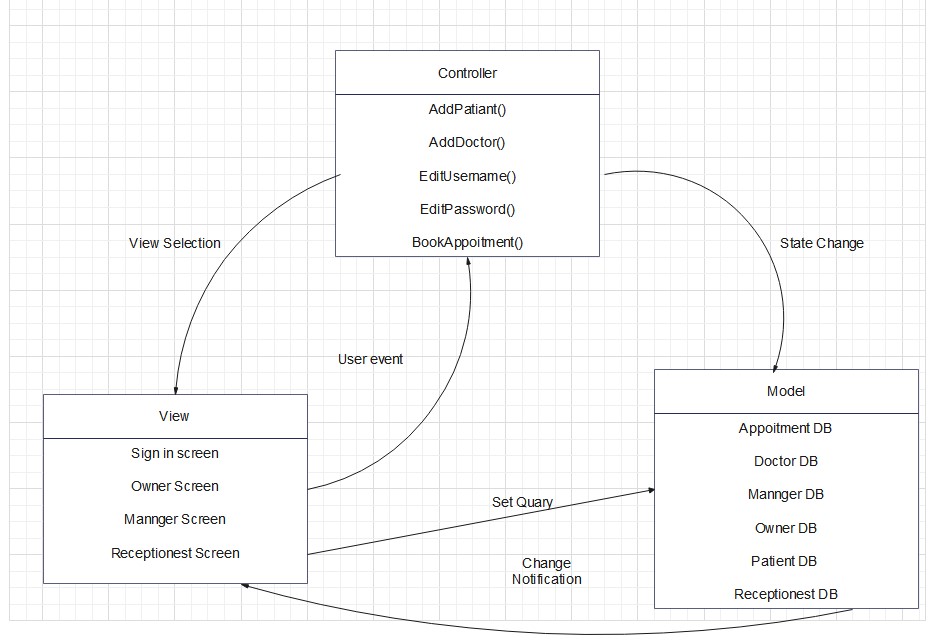 Controller
AddPatiant()
AddDoctor()
EditUsername()
EditPassword()
BookAppoitment()
View Selection
State Change
User event
View
Sign in screen
Owner Screen
Mannger Screen
Receptionest Screen
Model
Appoitment DB
Doctor DB
Mannger DB
Owner DB
Patient DB
Receptionest DB
Set Quary
Change
Notification